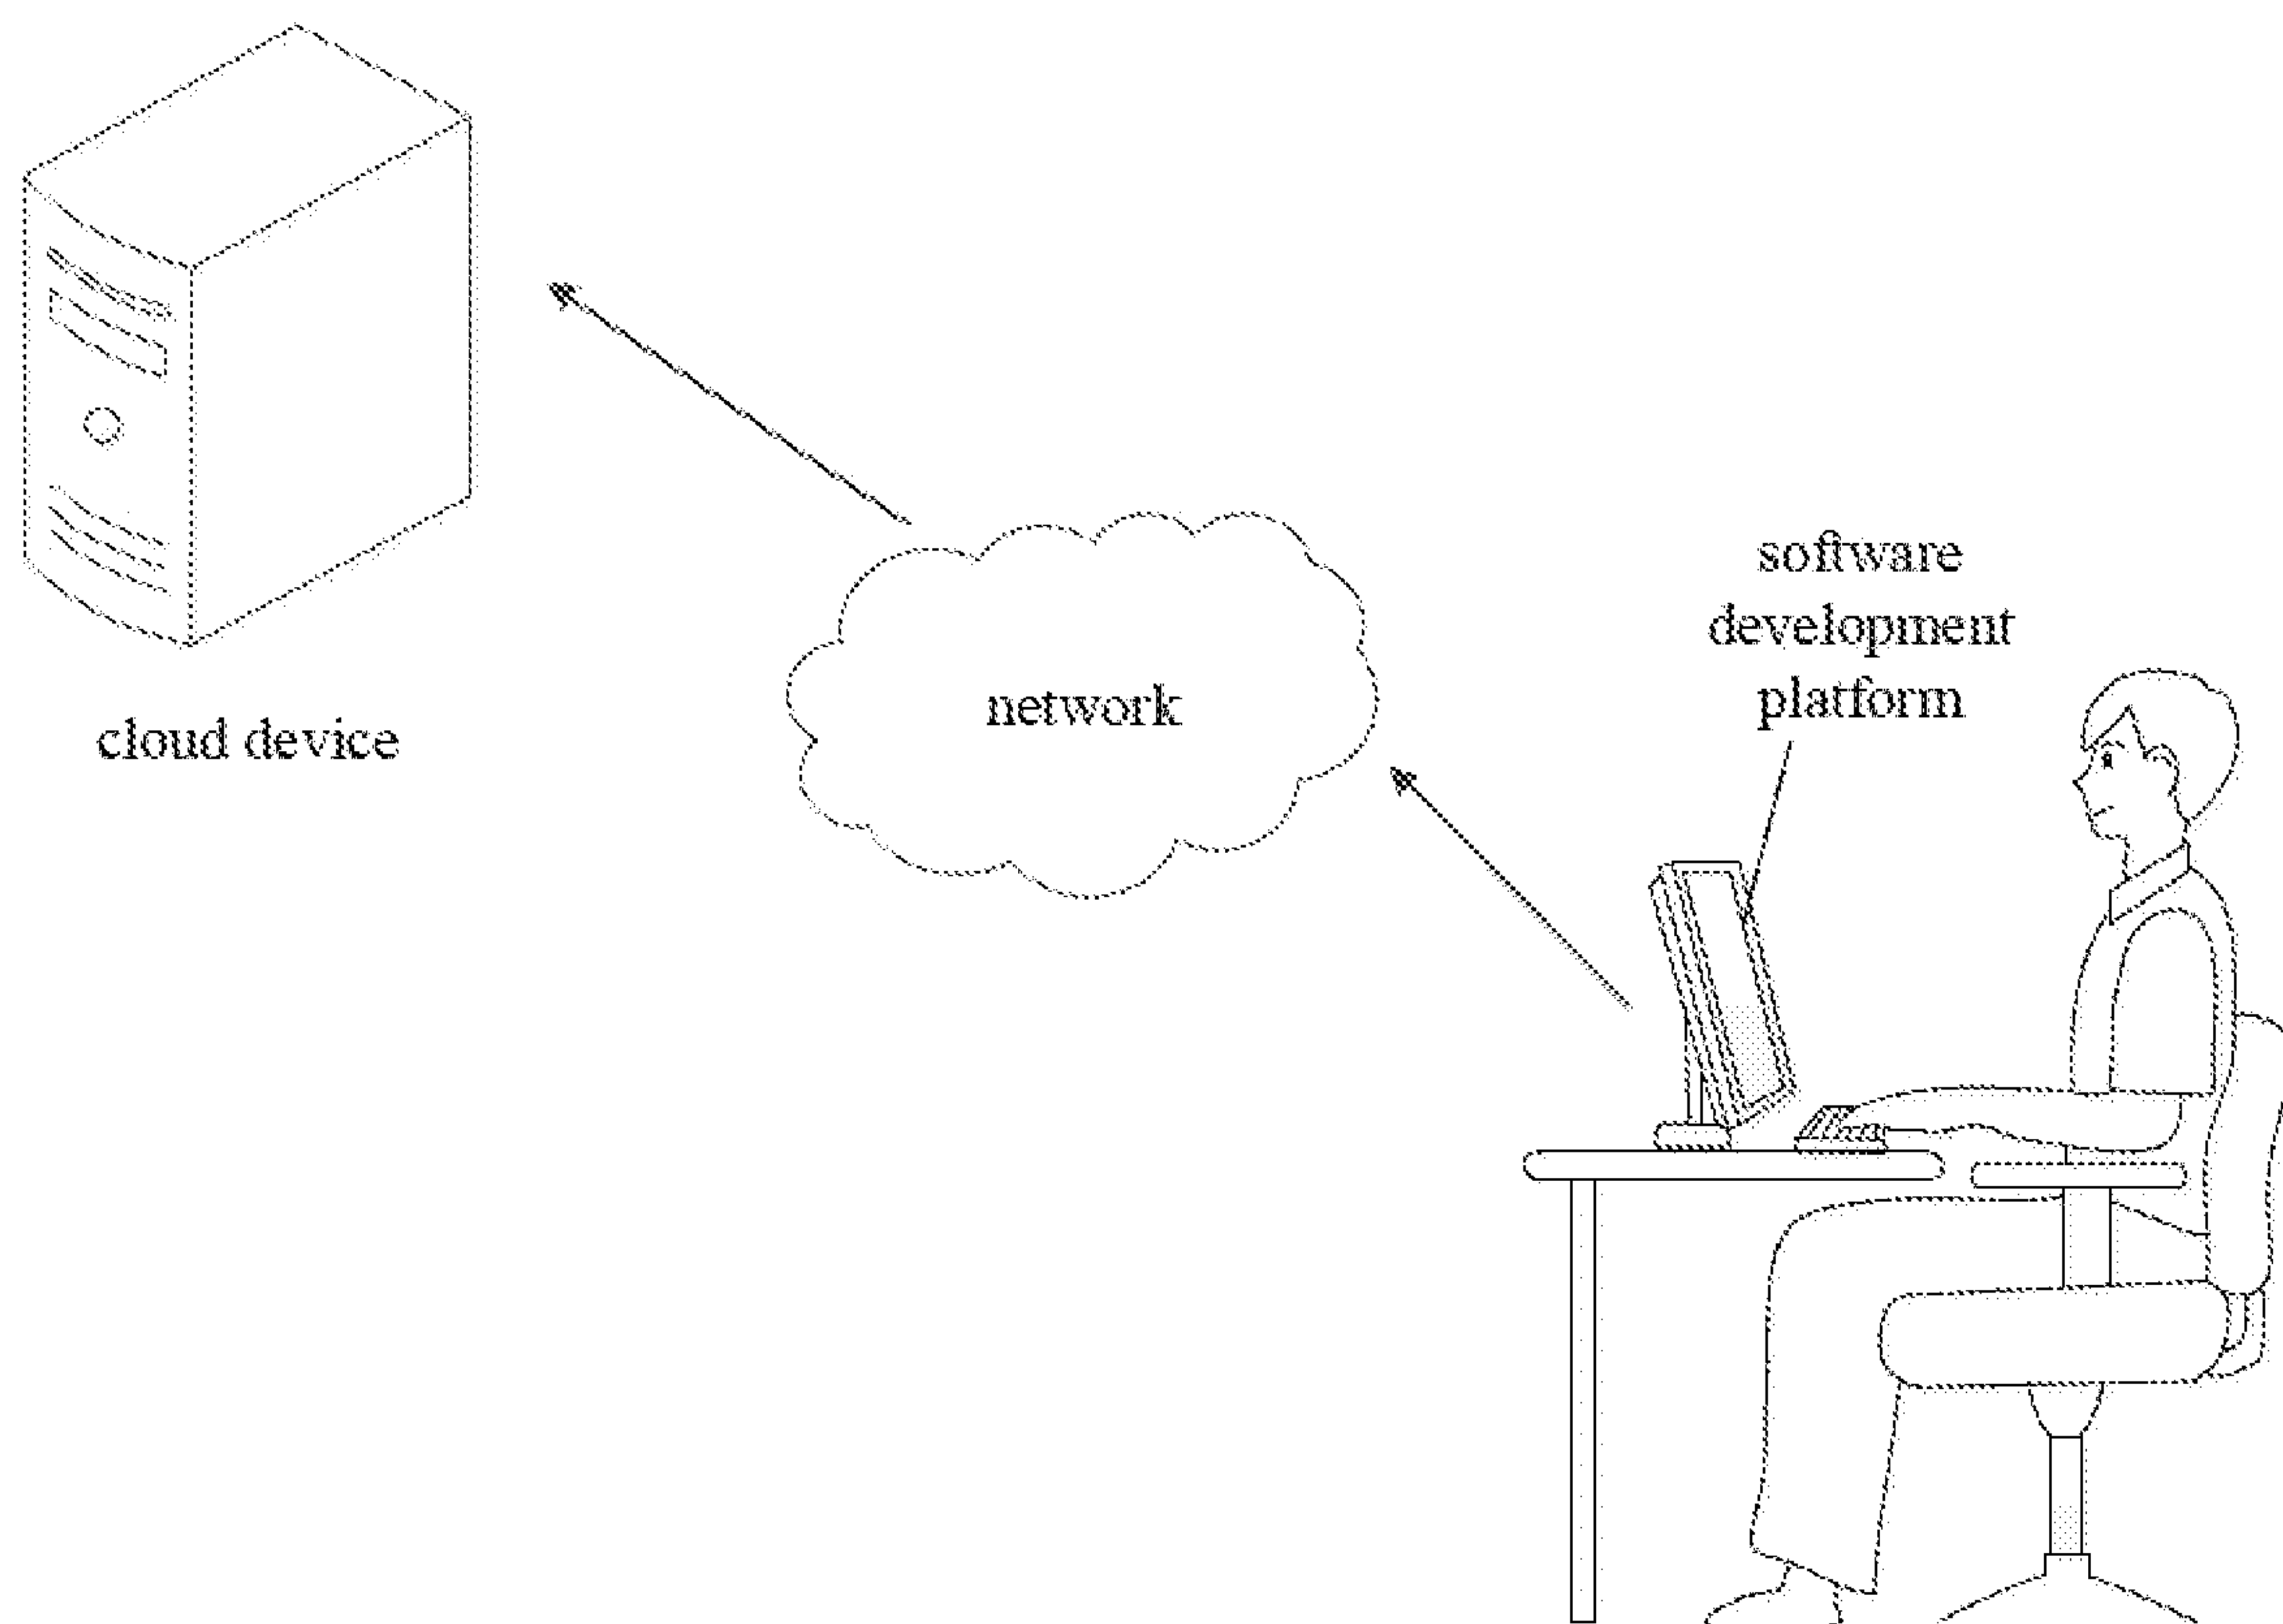 cloud device
network
software
development
platform